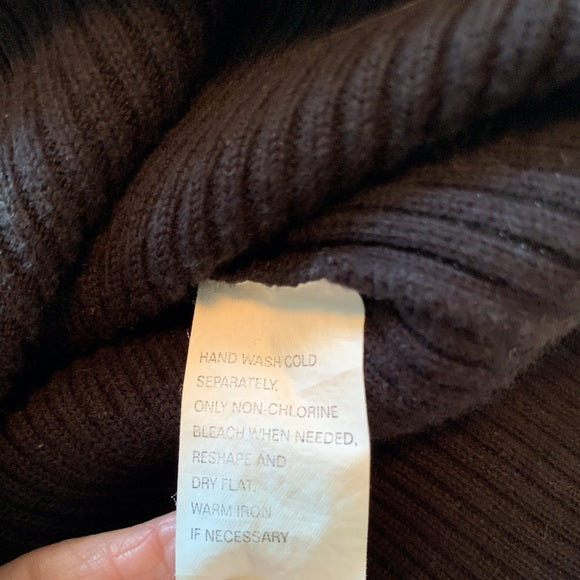 HAND WASH COLD
SEPARATELY,
ONLY NON-CHLORINE
BLEACH WHEN NEEDED,
RESHAPE AND
DRY FLAT.
WARM IRON
IF NECESSARY